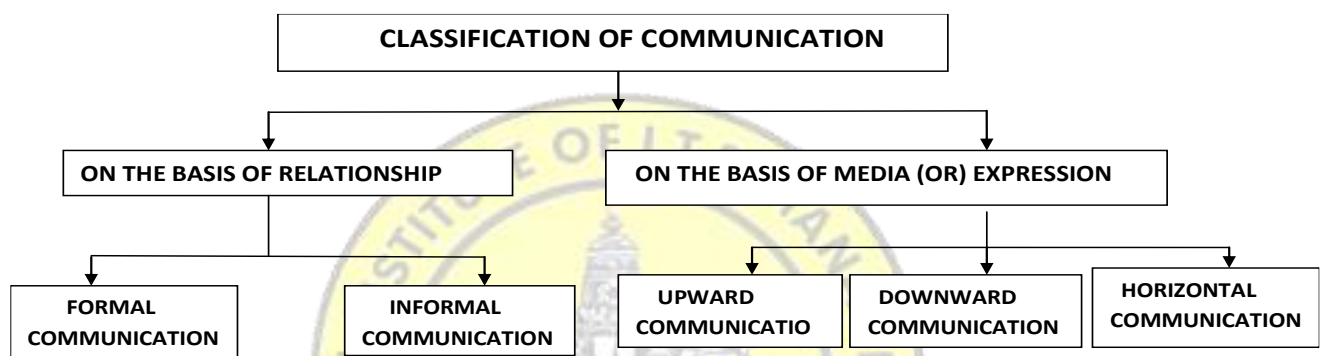 CLASSIFICATION OF COMMUNICATION
ON THE BASIS OF RELATIONSHIP
ON THE BASIS OF MEDIA (OR) EXPRESSION
FORMAL
COMMUNICATION
INFORMAL
COMMUNICATION
UPWARD
COMMUNICATIO
DOWNWARD
COMMUNICATION
HORIZONTAL
COMMUNICATION
OF